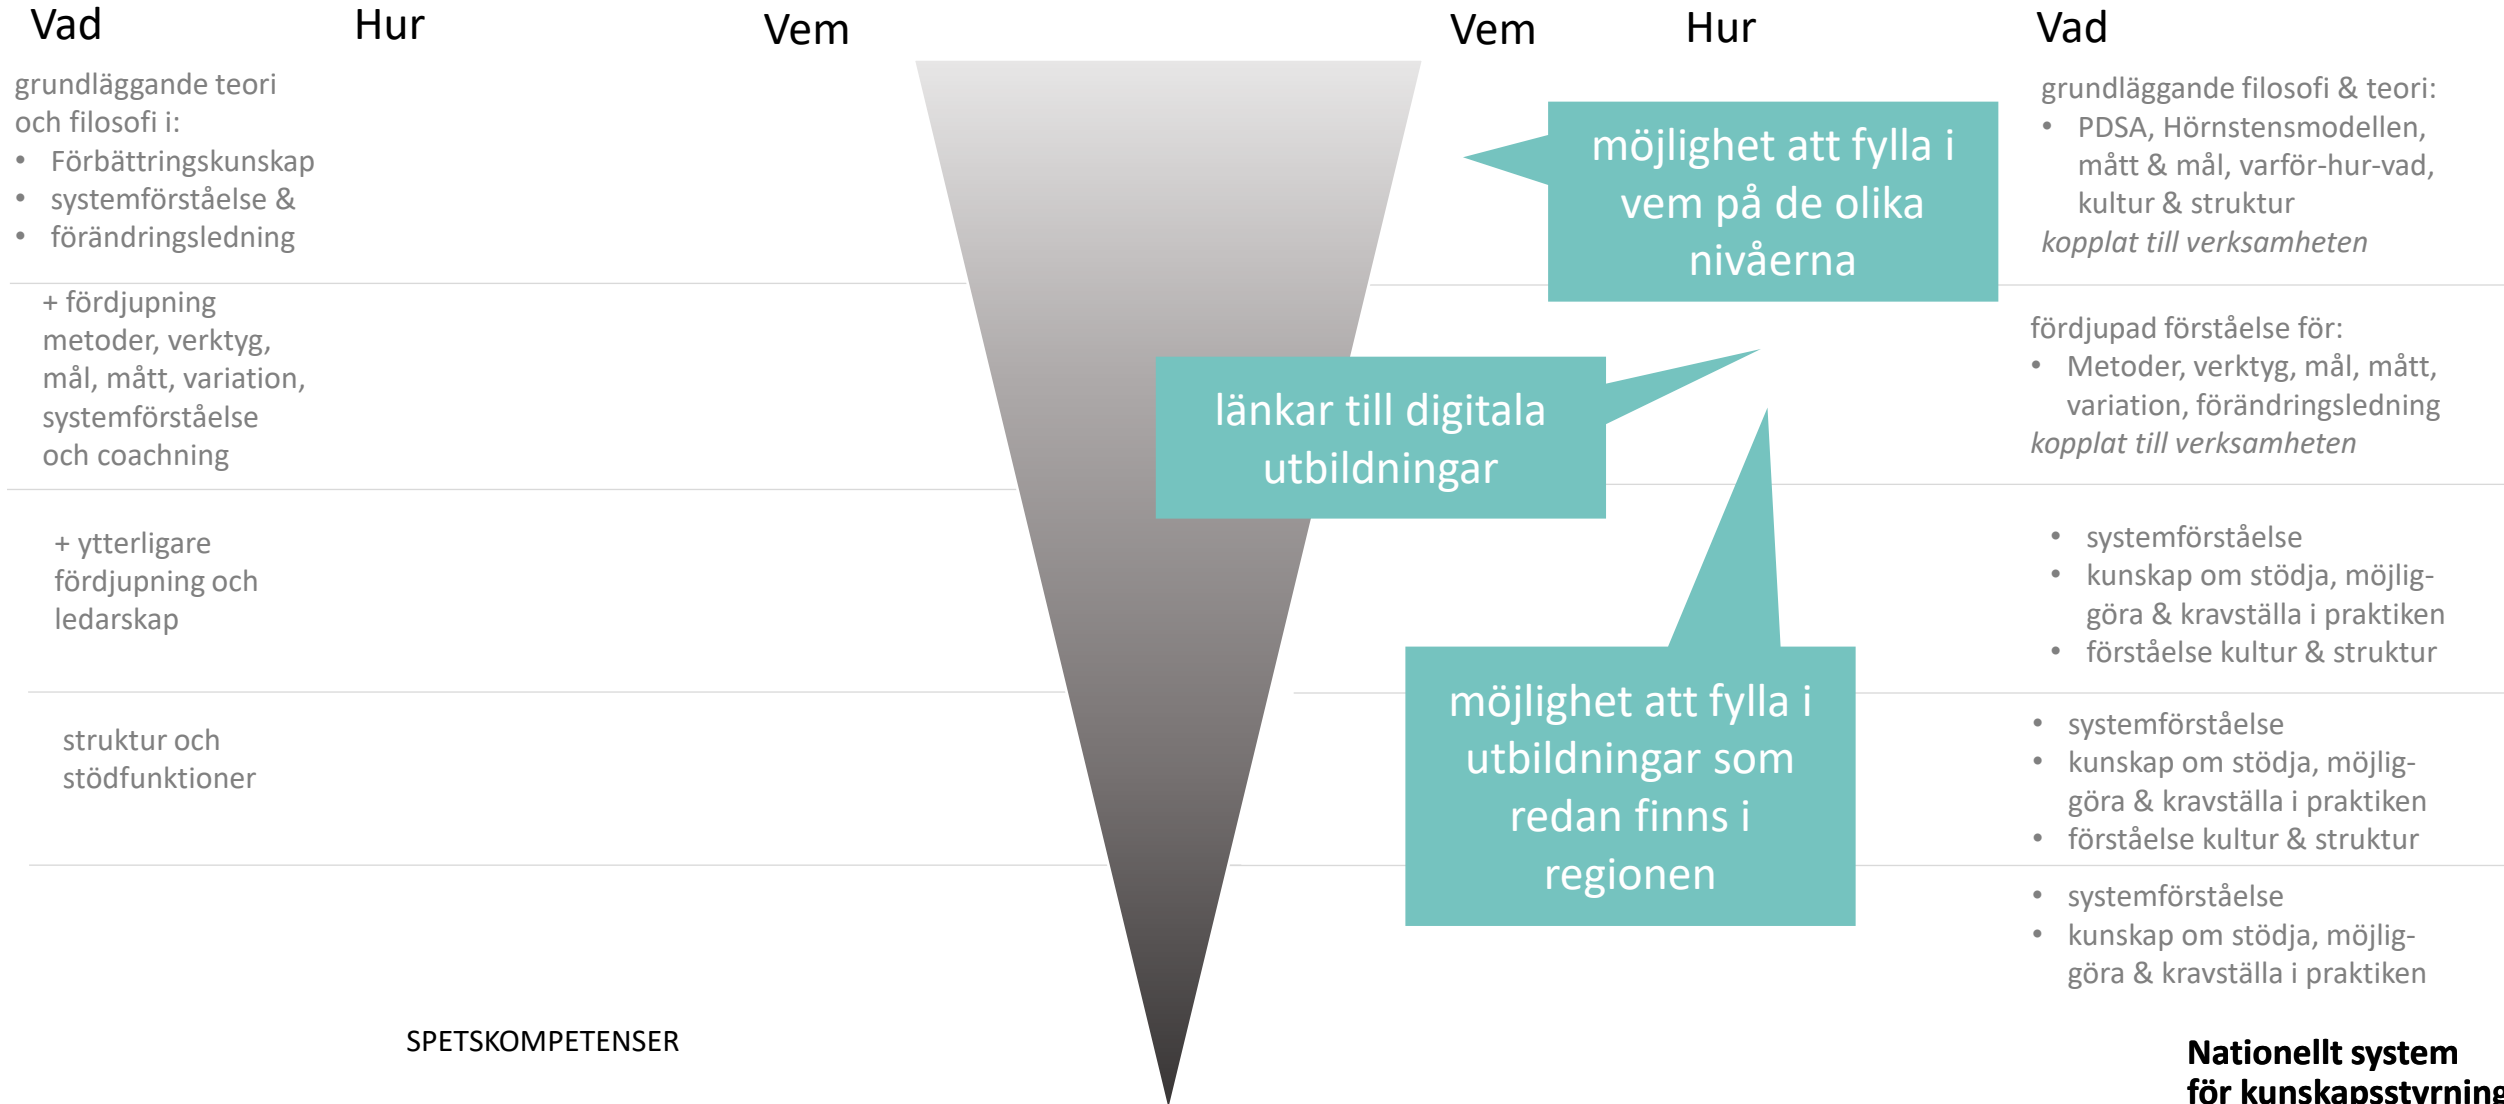 Vad
Hur
Vem
Vem
Hur
Vad
grundläggande teori
och filosofi i:
• Förbättringskunskap
• systemförståelse &
• förändringsledning
möjlighet att fylla i
vem på de olika
nivåerna
grundläggande filosofi & teori:
• PDSA, Hörnstensmodellen,
mått & mål, varför-hur-vad,
kultur & struktur
kopplat till verksamheten
+ fördjupning
metoder, verktyg,
mål, mått, variation,
systemförståelse
och coachning
länkar till digitala
utbildningar
fördjupad förståelse för:
• Metoder, verktyg, mål, mått,
variation, förändringsledning
kopplat till verksamheten
+ ytterligare
fördjupning och
ledarskap
• systemförståelse
• kunskap om stödja, möjlig-
göra & kravställa i praktiken
• förståelse kultur & struktur
struktur och
stödfunktioner
möjlighet att fylla i
utbildningar som
redan finns i
regionen
• systemförståelse
• kunskap om stödja, möjlig-
göra & kravställa i praktiken
• förståelse kultur & struktur
• systemförståelse
• kunskap om stödja, möjlig-
göra & kravställa i praktiken
SPETSKOMPETENSER
Nationellt system
för kunskapsstyrning